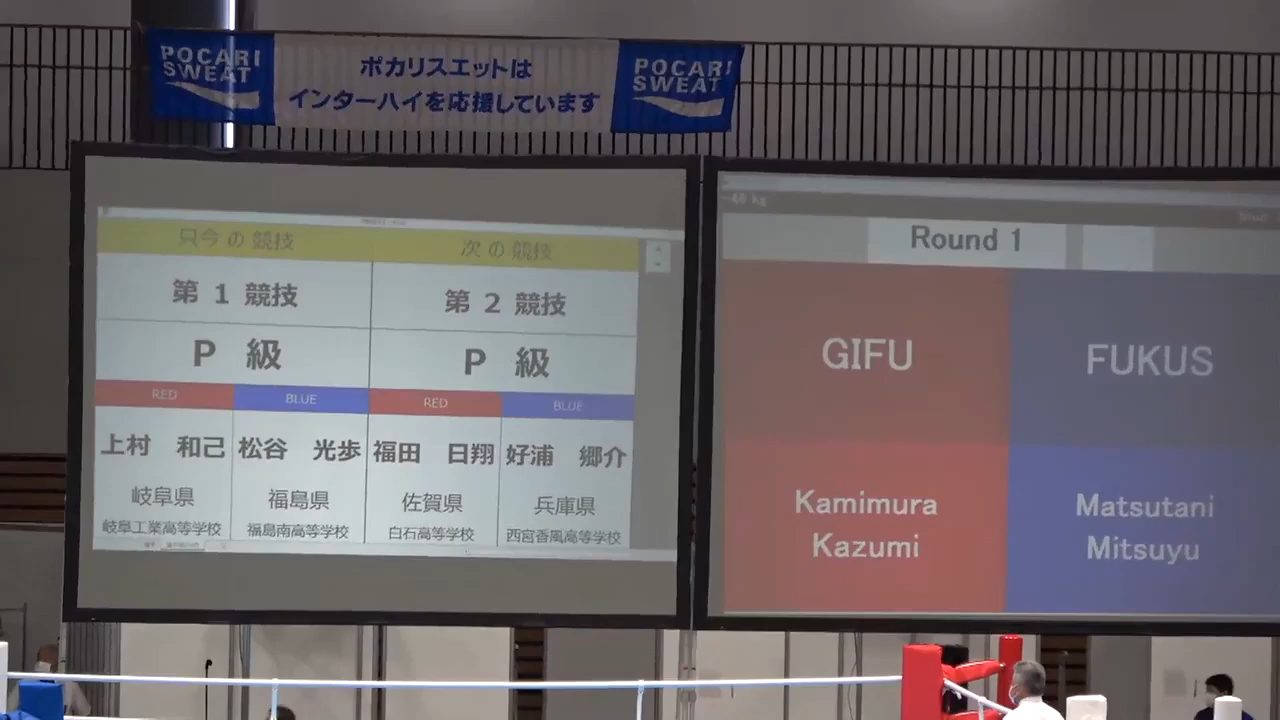 POCARI
SWEAT
ポカリスエットは
インターハイを応援しています
POCARI
SWEAT
只今の競技
次の競技
第 1 競技
第 2 競技
P 級
P 級
RED
BLUE
RED
BLUE
上村 和己
松谷 光歩
福田 日翔
好浦 郷介
岐阜県
福島県
佐賀県
兵庫県
岐阜工業高等学校
福島南高等学校
白石高等学校
西宮香風高等学校
Round 1
GIFU
FUKUS
Kamimura
Kazumi
Matsutani
Mitsuyu